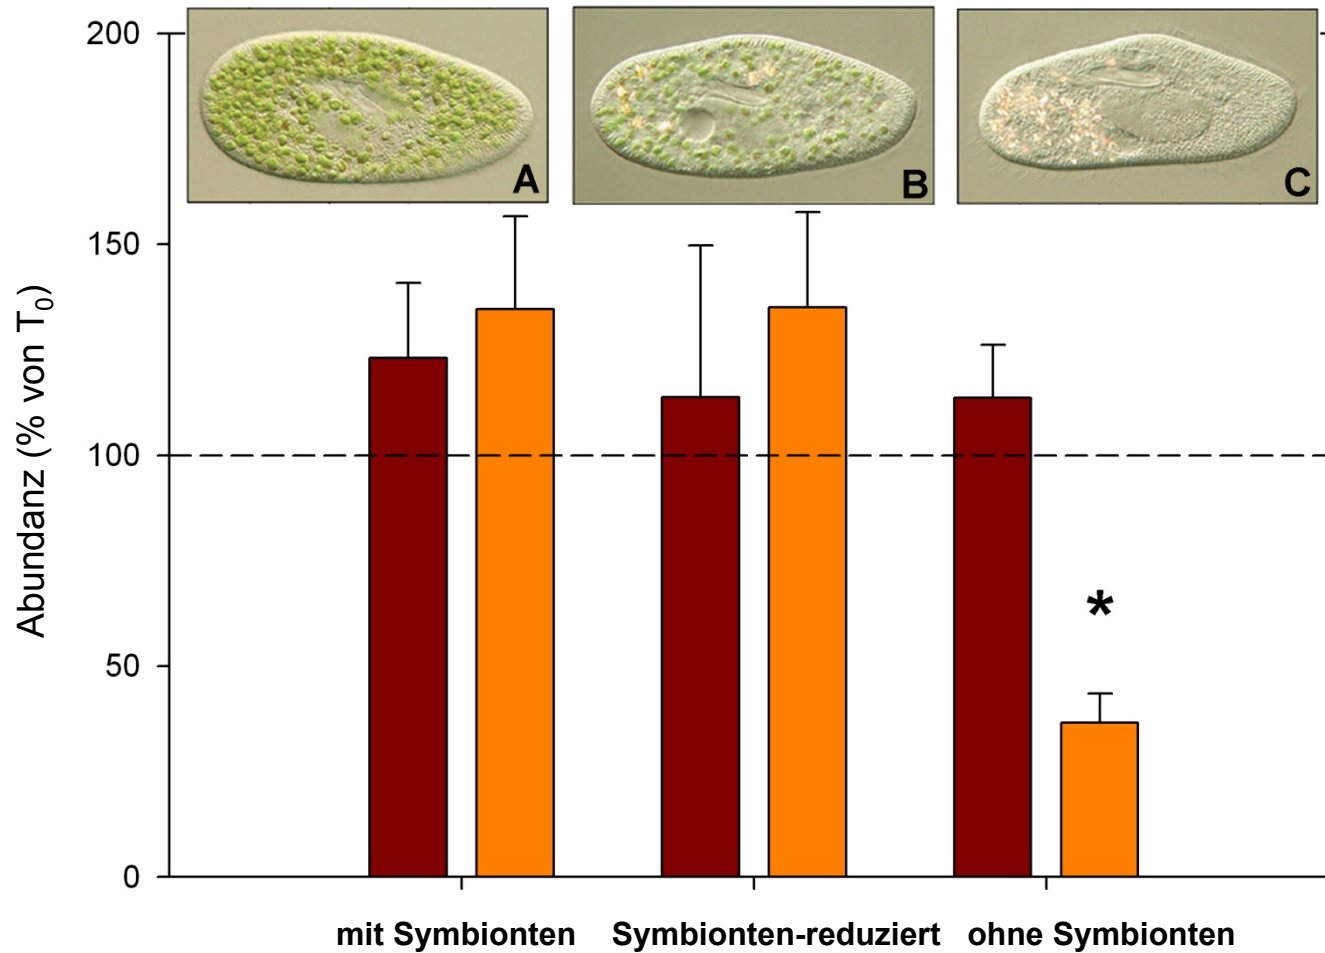 A
B
C
200
150
100
50
0
Abundanz (% von T₀)
*
mit Symbionten
Symbionten-reduziert
ohne Symbionten